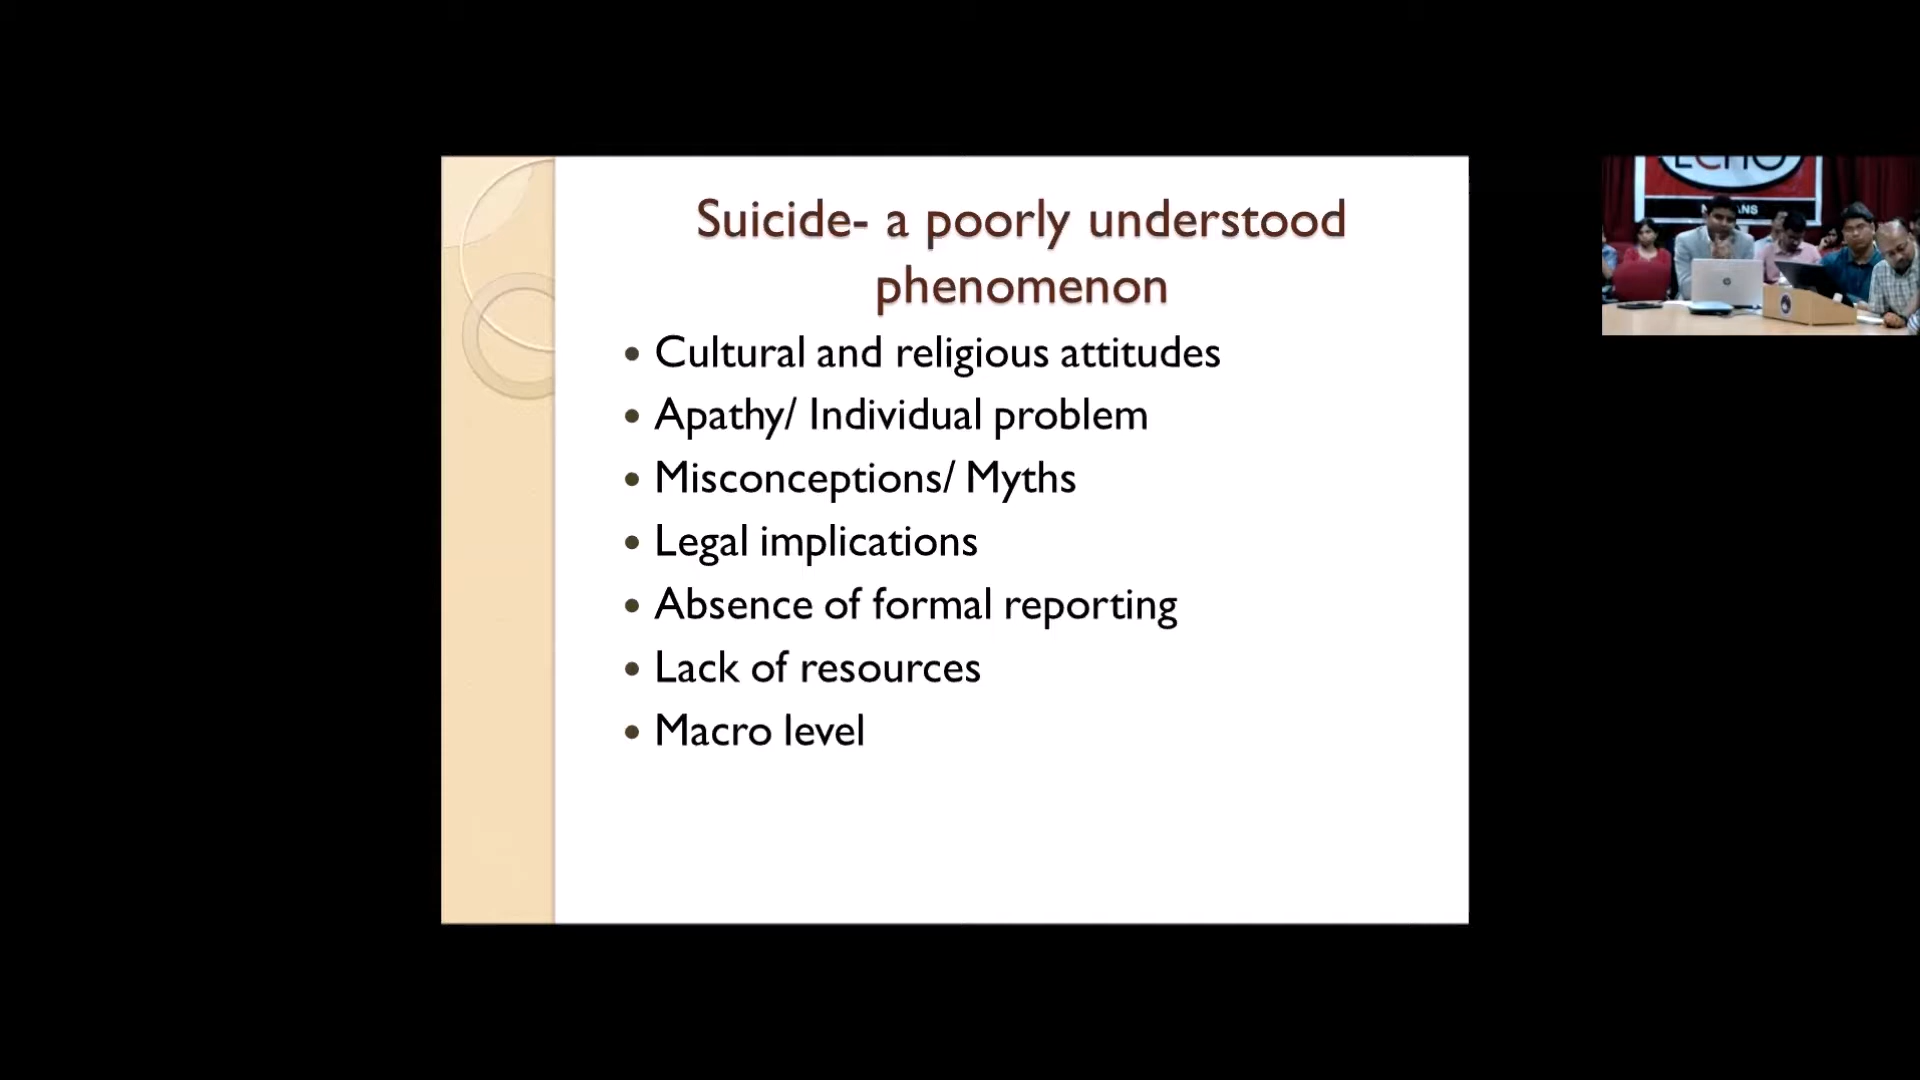 Suicide- a poorly understood
phenomenon
• Cultural and religious attitudes
• Apathy/ Individual problem
• Misconceptions/ Myths
• Legal implications
• Absence of formal reporting
• Lack of resources
• Macro level
ECHO